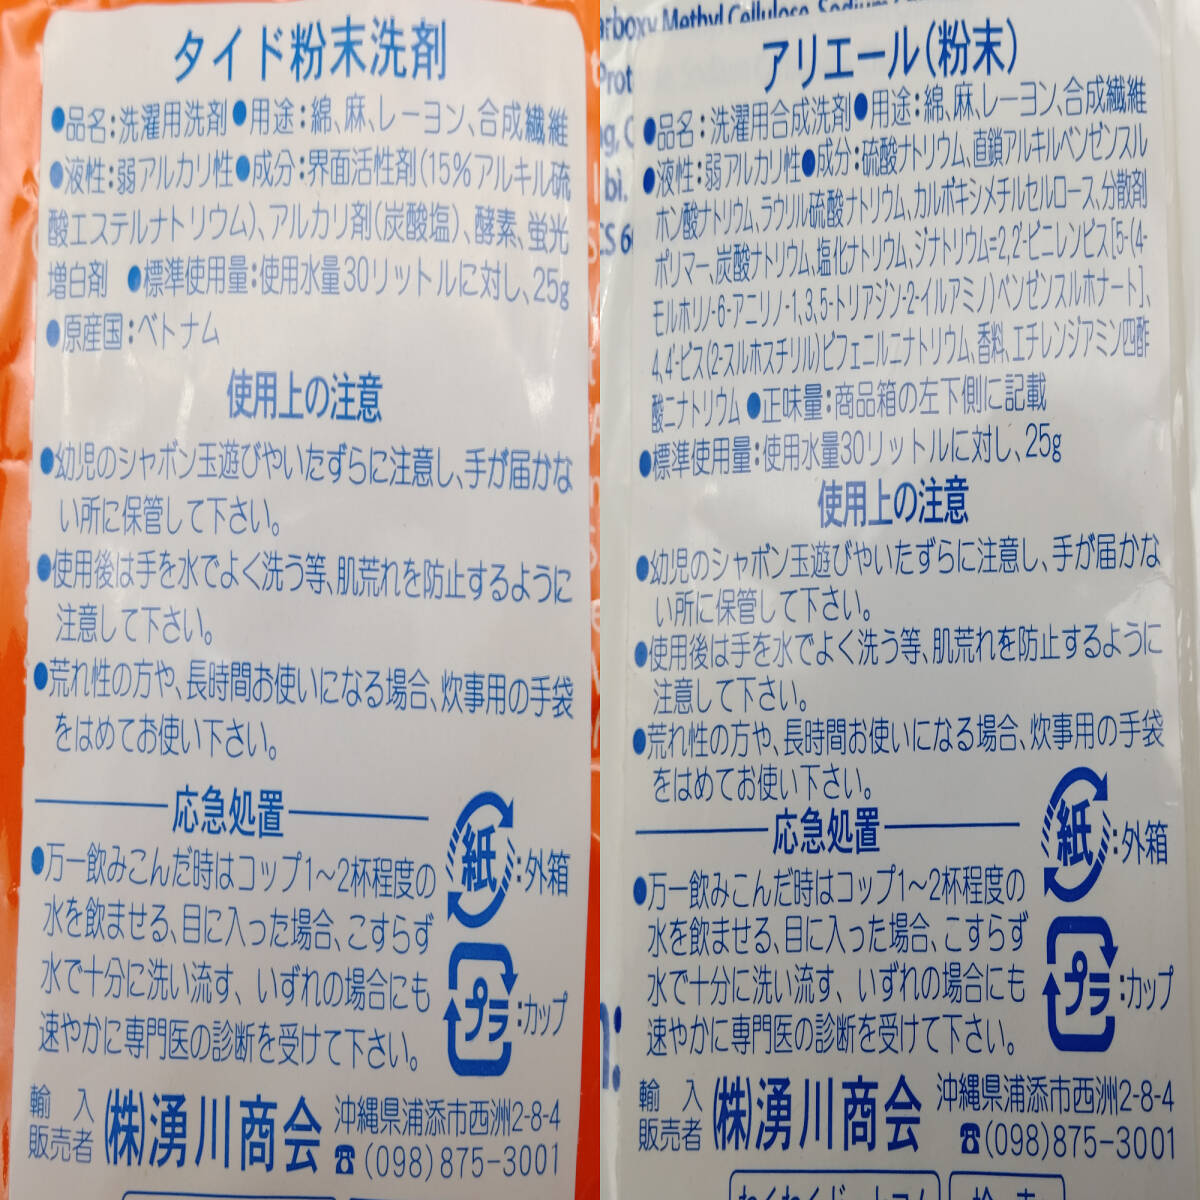 タイド粉末洗剤
●品名:洗濯用洗剤●用途:綿、麻、レーヨン、合成繊維
●液性:弱アルカリ性●成分:界面活性剤(15%アルキル硫
酸エステルナトリウム)、アルカリ剤(炭酸塩)、酵素、蛍光
増白剤 ●標準使用量:使用水量30リットルに対し、25g
●原産国:ベトナム
使用上の注意
●幼児のシャボン玉遊びやいたずらに注意し、手が届かな
い所に保管して下さい。
●使用後は手を水でよく洗う等、肌荒れを防止するように
注意して下さい。
●荒れ性の方や、長時間お使いになる場合、炊事用の手袋
をはめてお使い下さい。
応急処置
●万一飲みこんだ時はコップ1〜2杯程度の
水を飲ませる、目に入った場合、こすらず
水で十分に洗い流す、いずれの場合にも
速やかに専門医の診断を受けて下さい。
紙:外箱
プラ:カップ
輸入
販売者
(株)湧川商会
沖縄県浦添市西洲2-8-4
☎(098)875-3001
Methyl Cellulose, Sodium
アリエール(粉末)
●品名:洗濯用合成洗剤●用途:綿、麻、レーヨン、合成繊維
●液性:弱アルカリ性●成分:硫酸ナトリウム、直鎖アルキルベンゼンスル
ホン酸ナトリウム、ラウリル硫酸ナトリウム、カルボキシメチルセルロース、分散剤
ポリマー、炭酸ナトリウム、塩化ナトリウム、ジナトリウム=2,2'-ビニレンビス[5-(4-
モルホリノ-6-アニリノ-1,3,5-トリアジン-2-イルアミノ)ベンゼンスルホナート]、
4,4'-ビス(2-スルホスチリル)ビフェニルニナトリウム、香料、エチレンジアミン四酢
酸ニナトリウム ●正味量:商品箱の左下側に記載
●標準使用量:使用水量30リットルに対し、25g
使用上の注意
●幼児のシャボン玉遊びやいたずらに注意し、手が届かな
い所に保管して下さい。
●使用後は手を水でよく洗う等、肌荒れを防止するように
注意して下さい。
●荒れ性の方や、長時間お使いになる場合、炊事用の手袋
をはめてお使い下さい。
応急処置
●万一飲みこんだ時はコップ1〜2杯程度の
水を飲ませる、目に入った場合、こすらず
水で十分に洗い流す、いずれの場合にも
速やかに専門医の診断を受けて下さい。
紙:外箱
プラ:カップ
輸入
販売者
(株)湧川商会
沖縄県浦添市西洲2-8-4
☎(098)875-3001